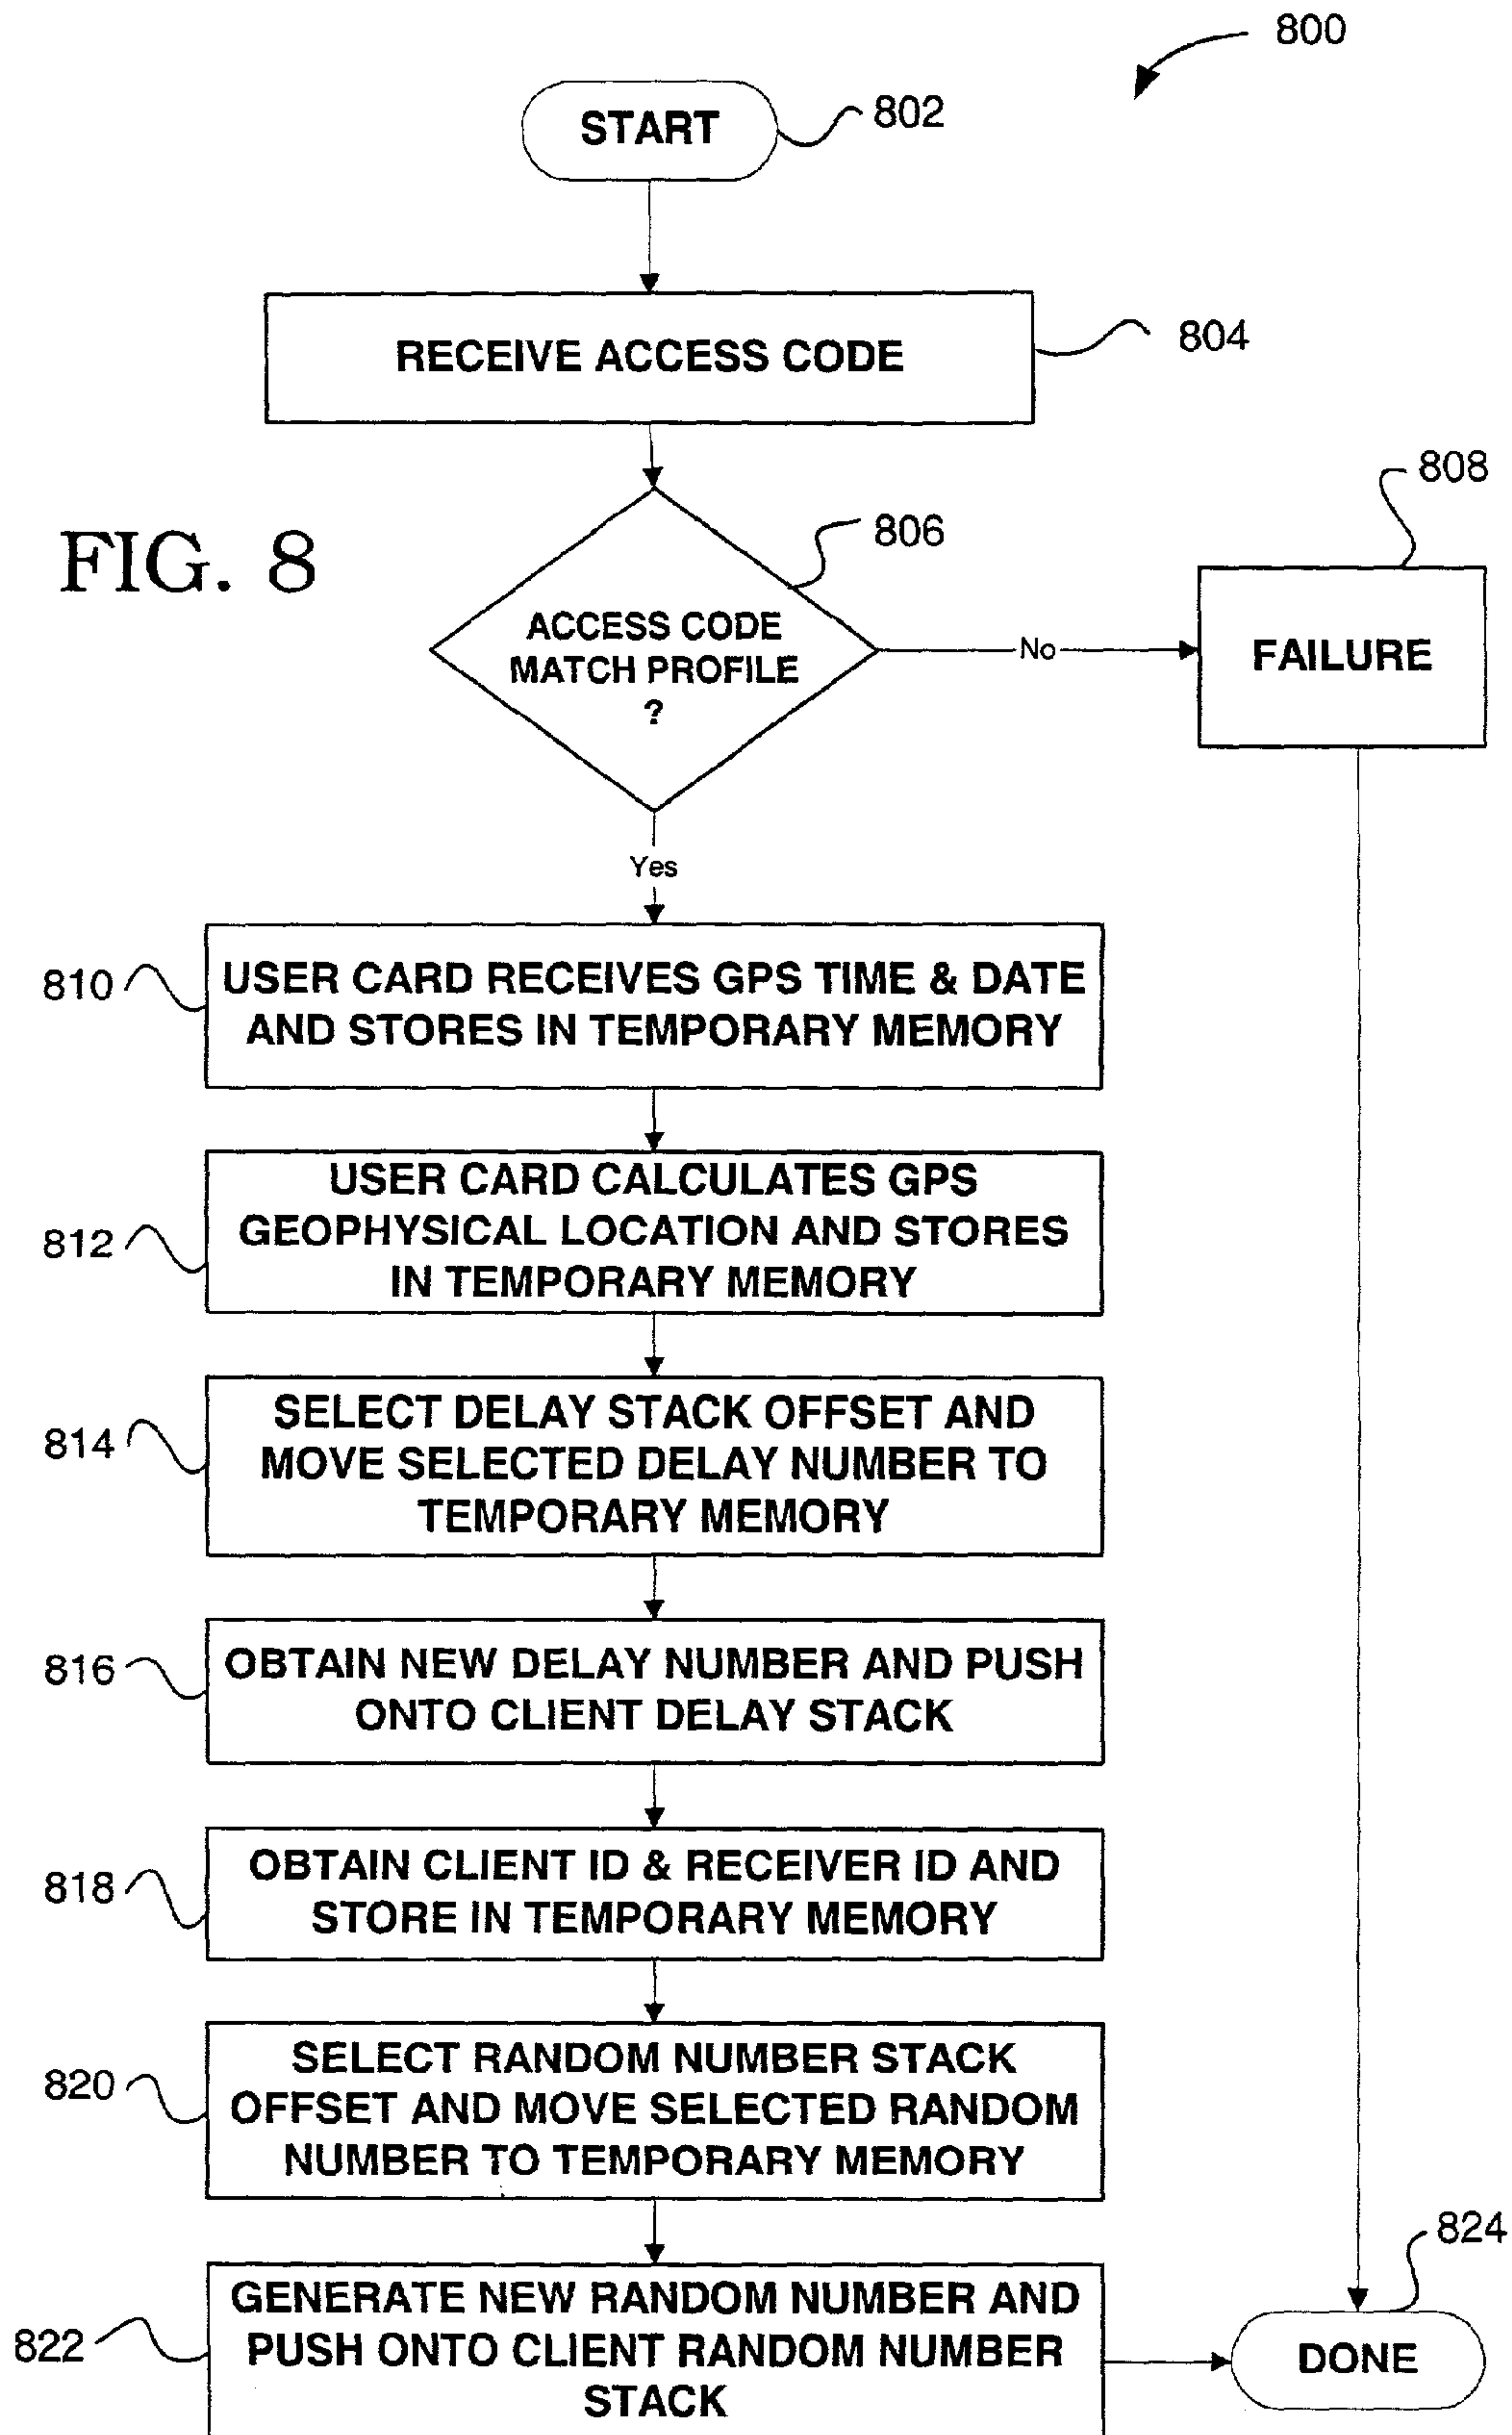 800
START
802
RECEIVE ACCESS CODE
804
808
FIG. 8
806
ACCESS CODE
MATCH PROFILE
?
No
FAILURE
Yes
810
USER CARD RECEIVES GPS TIME & DATE
AND STORES IN TEMPORARY MEMORY
812
USER CARD CALCULATES GPS
GEOPHYSICAL LOCATION AND STORES
IN TEMPORARY MEMORY
814
SELECT DELAY STACK OFFSET AND
MOVE SELECTED DELAY NUMBER TO
TEMPORARY MEMORY
816
OBTAIN NEW DELAY NUMBER AND PUSH
ONTO CLIENT DELAY STACK
818
OBTAIN CLIENT ID & RECEIVER ID AND
STORE IN TEMPORARY MEMORY
820
SELECT RANDOM NUMBER STACK
OFFSET AND MOVE SELECTED RANDOM
NUMBER TO TEMPORARY MEMORY
822
GENERATE NEW RANDOM NUMBER AND
PUSH ONTO CLIENT RANDOM NUMBER
STACK
824
DONE